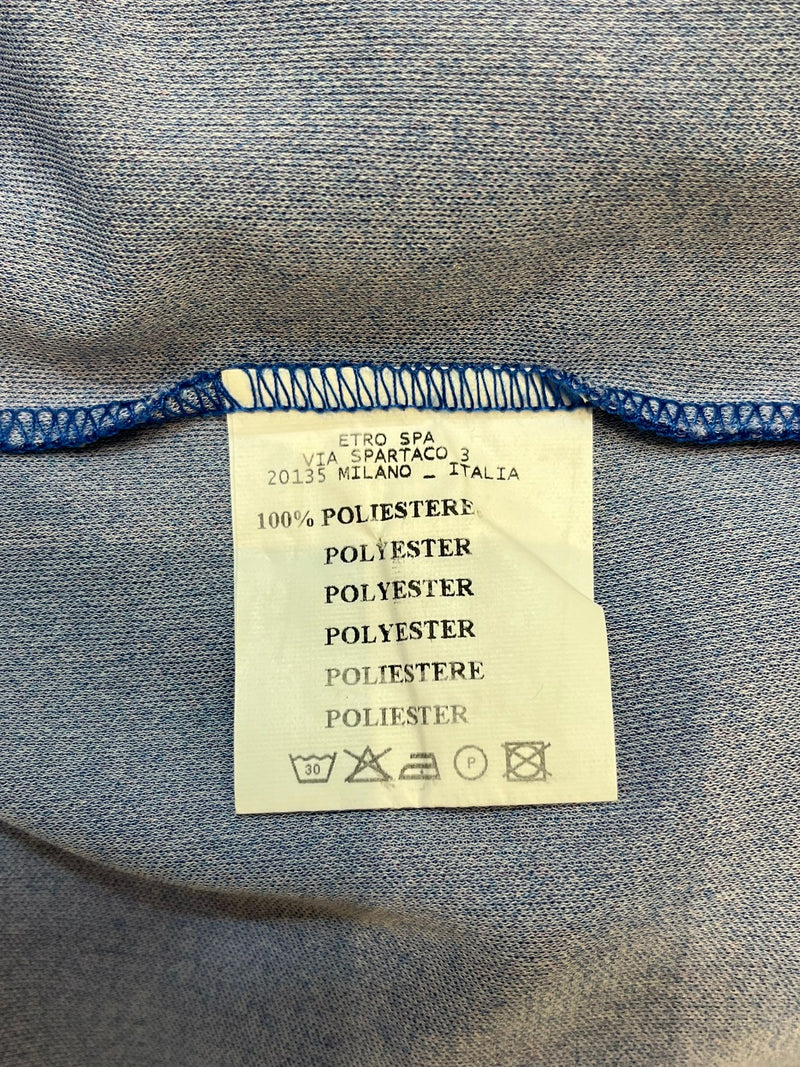 ETRO SPA
VIA SPARTACO 3
20135 MILANO _ ITALIA
100% POLIESTERE
POLYESTER
POLYESTER
POLYESTER
POLIESTERE
POLIESTER
30 P